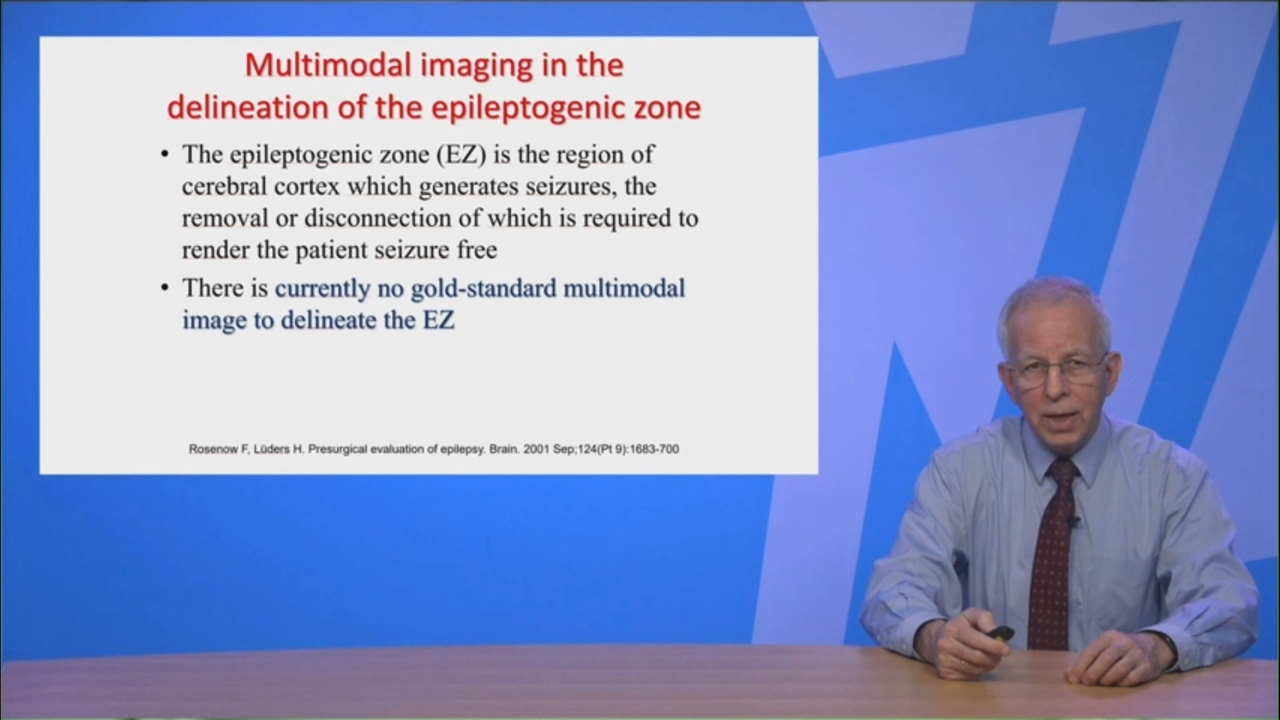 Multimodal imaging in the
delineation of the epileptogenic zone
• The epileptogenic zone (EZ) is the region of
cerebral cortex which generates seizures, the
removal or disconnection of which is required to
render the patient seizure free
• There is currently no gold-standard multimodal
image to delineate the EZ
Rosenow F, Lüders H. Presurgical evaluation of epilepsy. Brain. 2001 Sep;124(Pt 9):1683-700